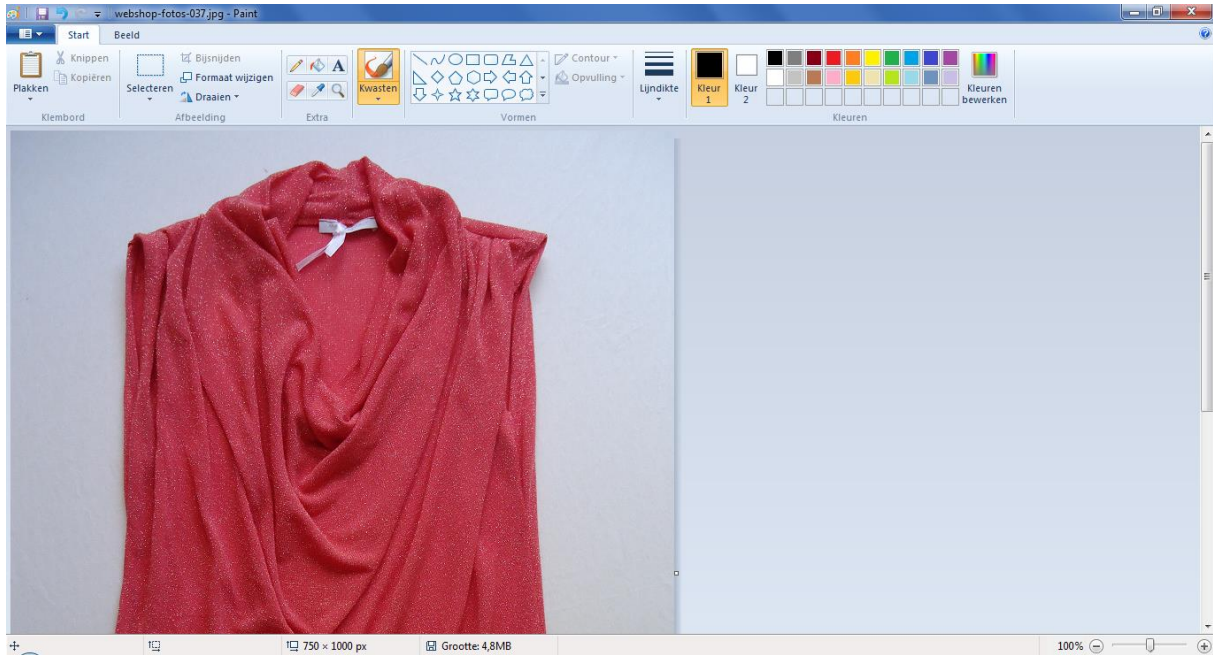 webshop-fotos-037.jpg - Paint
Start Beeld
Plakken
Knippen
Kopiëren
Klembord
Selecteren
Bijsnijden
Formaat wijzigen
Draaien
Afbeelding
A
Extra
Kwasten
Contour
Opvulling
Vormen
Lijndikte
Kleur
1
Kleur
2
Kleuren
bewerken
Kleuren
750 × 1000 px
Grootte: 4,8MB
100%